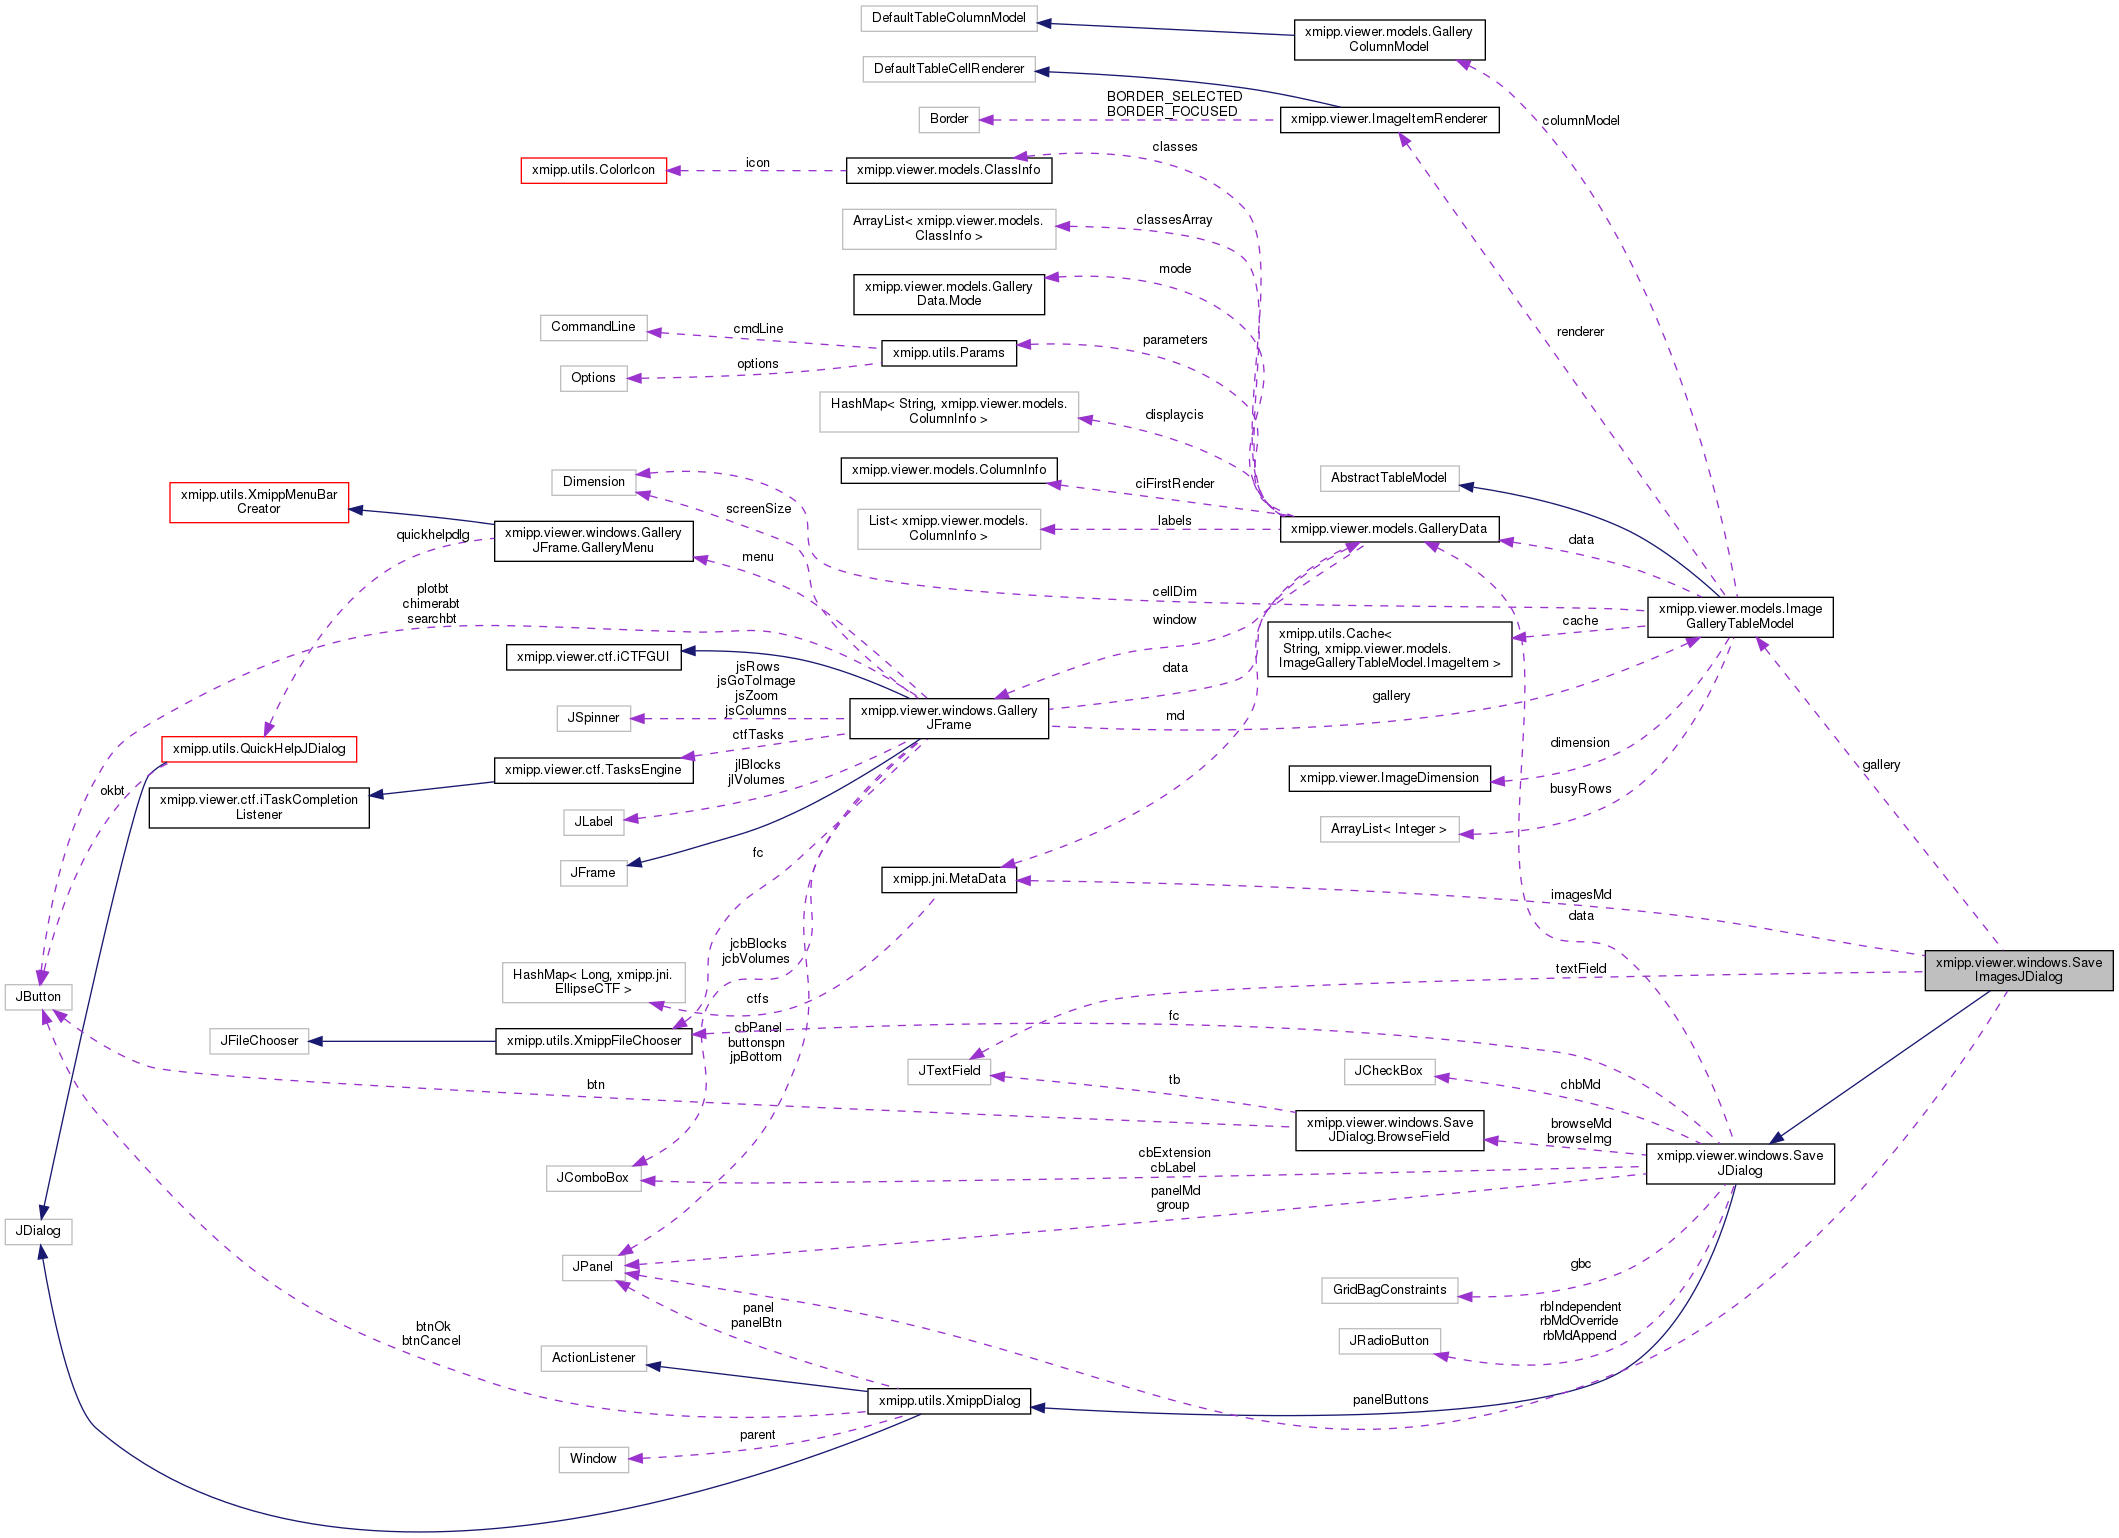 DefaultTableColumnModel
xmipp.viewer.models.Gallery
ColumnModel
DefaultTableCellRenderer
BORDER_SELECTED
BORDER_FOCUSED
Border
xmipp.viewer.ImageItemRenderer
columnModel
classes
icon
xmipp.utils.ColorIcon
xmipp.viewer.models.ClassInfo
ArrayList< xmipp.viewer.models.
ClassInfo >
classesArray
mode
xmipp.viewer.models.Gallery
Data.Mode
CommandLine
cmdLine
parameters
renderer
xmipp.utils.Params
options
Options
HashMap< String, xmipp.viewer.models.
ColumnInfo >
displaycis
xmipp.viewer.models.ColumnInfo
ciFirstRender
AbstractTableModel
Dimension
xmipp.utils.XmippMenuBar
Creator
screenSize
List< xmipp.viewer.models.
ColumnInfo >
labels
xmipp.viewer.models.GalleryData
data
quickhelpdlg
xmipp.viewer.windows.Gallery
JFrame.GalleryMenu
menu
plotbt
chimerabt
searchbt
cellDim
xmipp.viewer.models.Image
GalleryTableModel
window
cache
xmipp.utils.Cache<
String, xmipp.viewer.models.
ImageGalleryTableModel.ImageItem >
xmipp.viewer.ctf.iCTFGUI
jsRows
jsGoToImage
jsZoom
jsColumns
data
gallery
JSpinner
xmipp.viewer.windows.Gallery
JFrame
md
ctfTasks
dimension
xmipp.utils.QuickHelpJDialog
xmipp.viewer.ctf.TasksEngine
jlBlocks
jlVolumes
xmipp.viewer.ImageDimension
gallery
okbt
xmipp.viewer.ctf.iTaskCompletion
Listener
busyRows
JLabel
ArrayList< Integer >
fc
JFrame
xmipp.jni.MetaData
imagesMd
data
jcbBlocks
jcbVolumes
xmipp.viewer.windows.Save
ImagesJDialog
HashMap< Long, xmipp.jni.
EllipseCTF >
textField
JButton
ctfs
fc
JFileChooser
xmipp.utils.XmippFileChooser
cbPanel
buttonspn
jpBottom
JTextField
JCheckBox
btn
tb
chbMd
xmipp.viewer.windows.Save
JDialog.BrowseField
browseMd
browseImg
cbExtension
cbLabel
xmipp.viewer.windows.Save
JDialog
JComboBox
panelMd
group
JDialog
JPanel
gbc
GridBagConstraints
panel
panelBtn
rbIndependent
rbMdOverride
rbMdAppend
btnOk
btnCancel
JRadioButton
ActionListener
xmipp.utils.XmippDialog
panelButtons
parent
Window